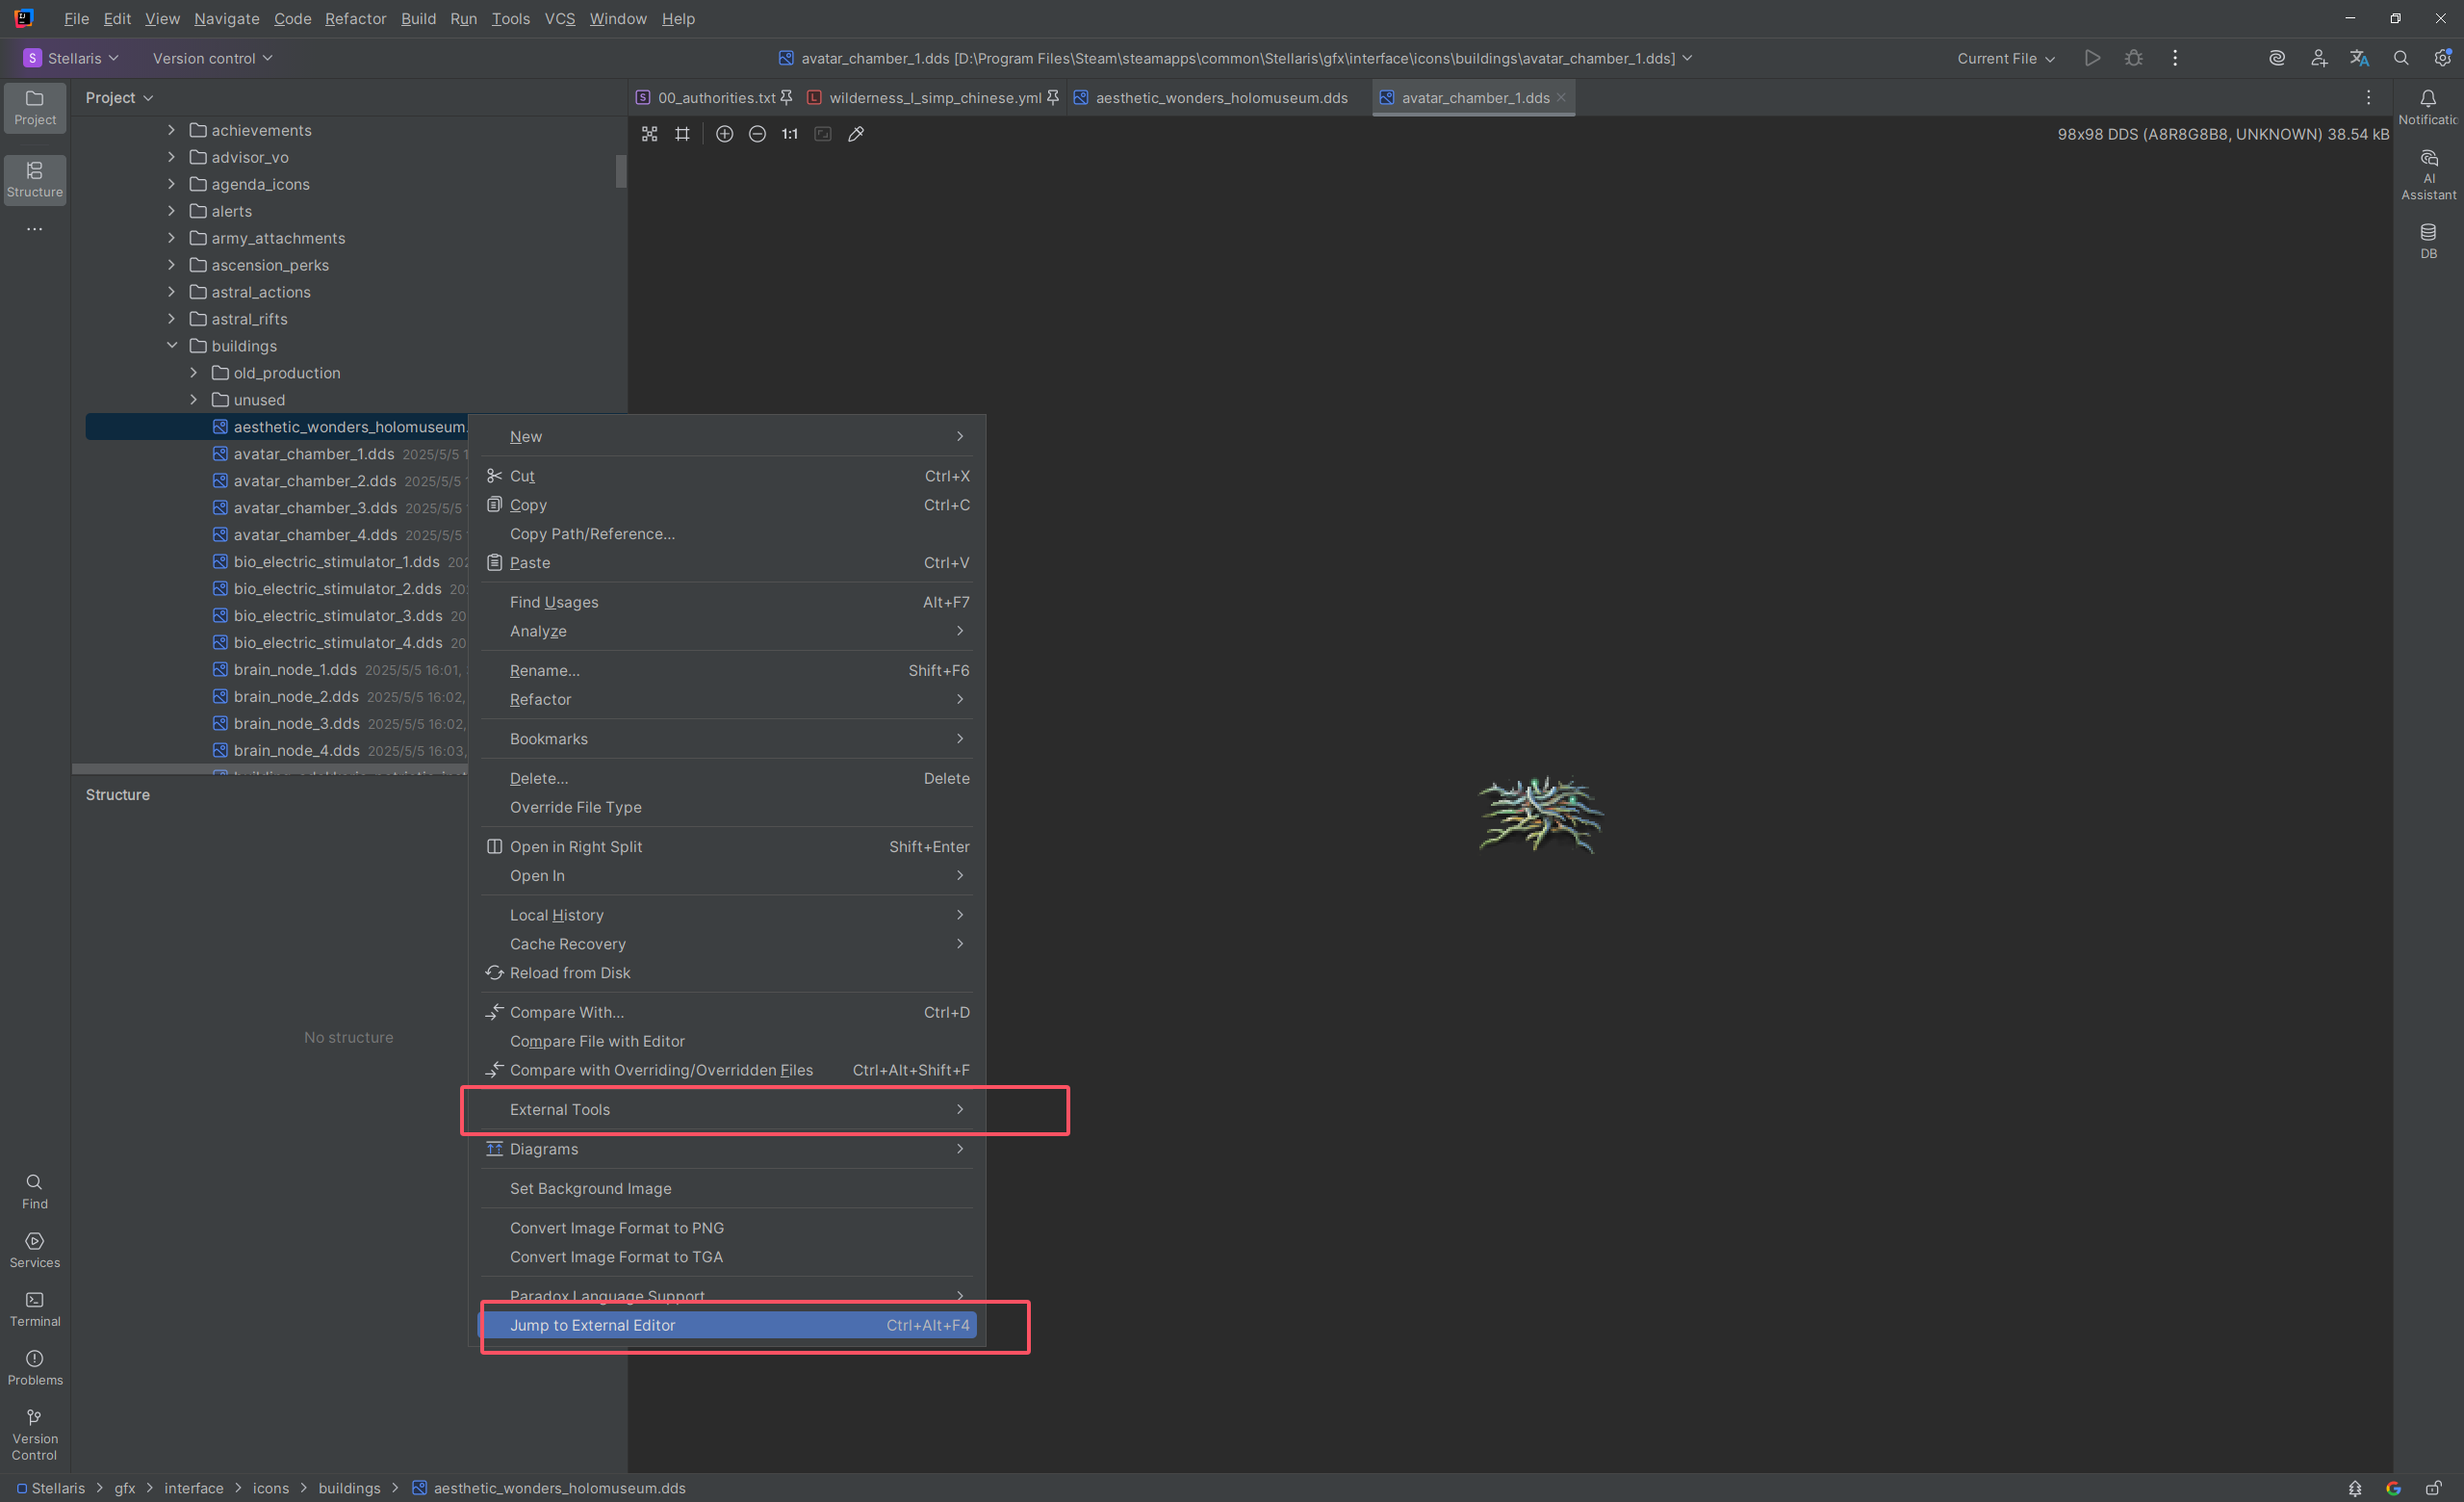 File Edit View Navigate Code Refactor Build Run Tools VCS Window Help
S Stellaris Version control avatar_chamber_1.dds [D:\Program Files\Steam\steamapps\common\Stellaris\gfx\interface\icons\buildings\avatar_chamber_1.dds] Current File
Project
Structure
Find
Services
Terminal
Problems
Version
Control
Project
achievements
advisor_vo
agenda_icons
alerts
army_attachments
ascension_perks
astral_actions
astral_rifts
buildings
old_production
unused
aesthetic_wonders_holomuseum.
avatar_chamber_1.dds 2025/5/5 1
avatar_chamber_2.dds 2025/5/5
avatar_chamber_3.dds 2025/5/5
avatar_chamber_4.dds 2025/5/5
bio_electric_stimulator_1.dds 202
bio_electric_stimulator_2.dds 20
bio_electric_stimulator_3.dds 20
bio_electric_stimulator_4.dds 20
brain_node_1.dds 2025/5/5 16:01,
brain_node_2.dds 2025/5/5 16:02,
brain_node_3.dds 2025/5/5 16:02,
brain_node_4.dds 2025/5/5 16:03,
Structure
No structure
00_authorities.txt wilderness_l_simp_chinese.yml aesthetic_wonders_holomuseum.dds avatar_chamber_1.dds
1:1
98x98 DDS (A8R8G8B8, UNKNOWN) 38.54 kB
New
Cut Ctrl+X
Copy Ctrl+C
Copy Path/Reference...
Paste Ctrl+V
Find Usages Alt+F7
Analyze
Rename... Shift+F6
Refactor
Bookmarks
Delete... Delete
Override File Type
Open in Right Split Shift+Enter
Open In
Local History
Cache Recovery
Reload from Disk
Compare With... Ctrl+D
Compare File with Editor
Compare with Overriding/Overridden Files Ctrl+Alt+Shift+F
External Tools
Diagrams
Set Background Image
Convert Image Format to PNG
Convert Image Format to TGA
Paradox Language Support
Jump to External Editor Ctrl+Alt+F4
Notificatio
AI
Assistant
DB
Stellaris gfx interface icons buildings aesthetic_wonders_holomuseum.dds